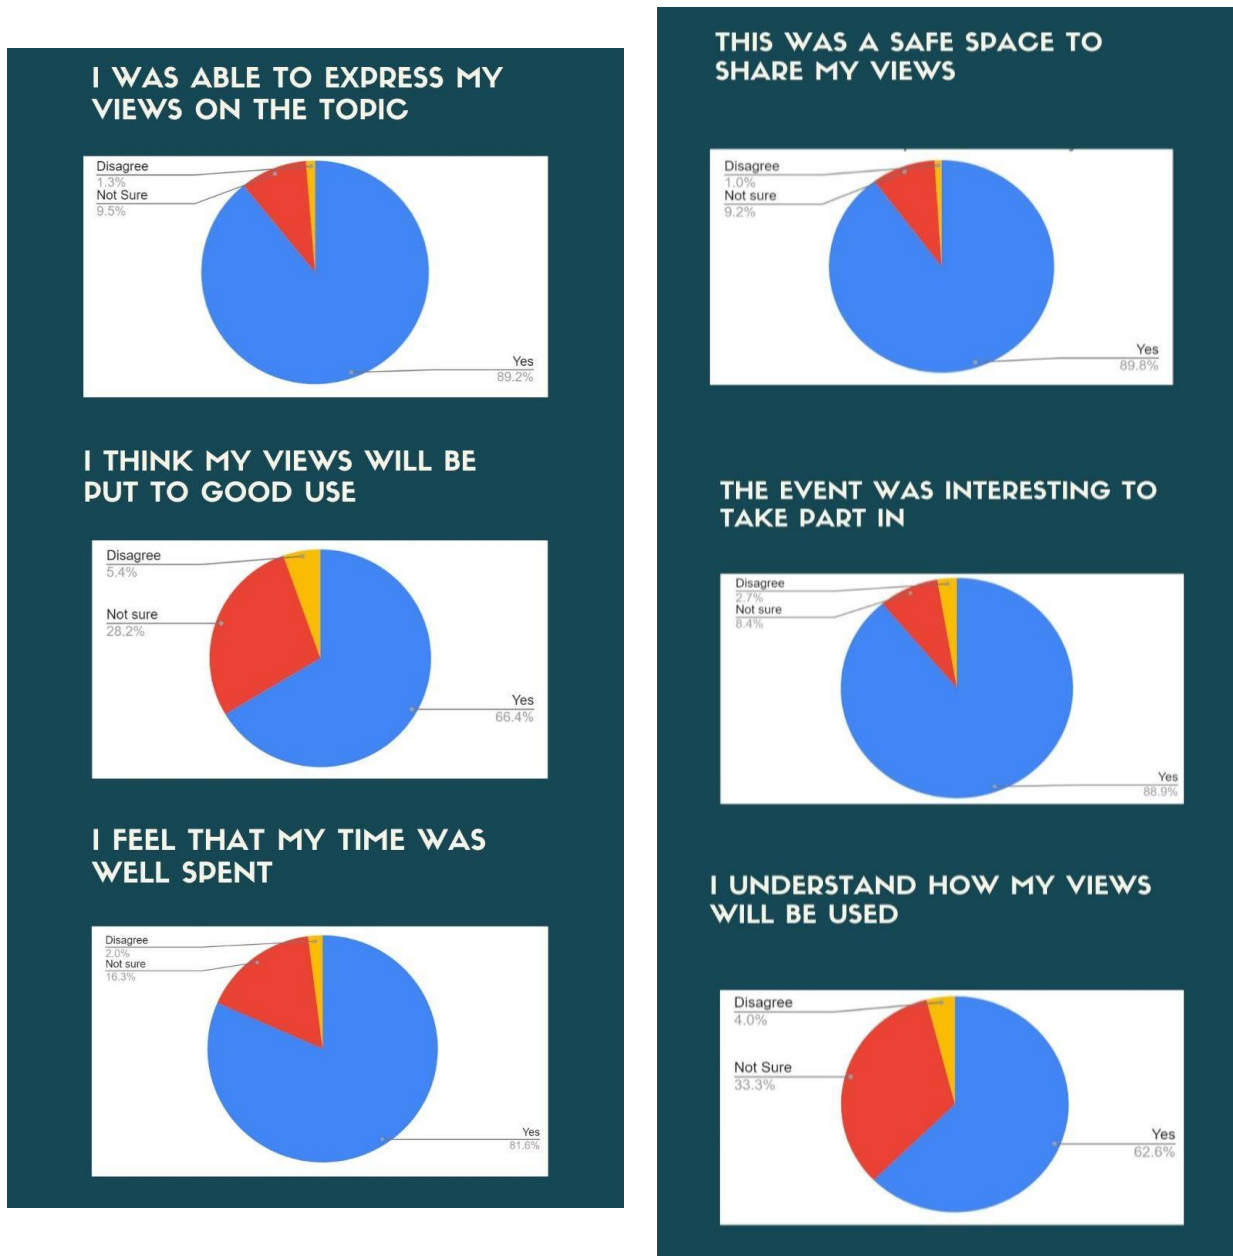 I WAS ABLE TO EXPRESS MY
VIEWS ON THE TOPIC
Disagree
1.3%
Not Sure
9.5%
Yes
89.2%
I THINK MY VIEWS WILL BE
PUT TO GOOD USE
Disagree
5.4%
Not sure
28.2%
Yes
66.4%
I FEEL THAT MY TIME WAS
WELL SPENT
Disagree
2.0%
Not sure
16.3%
Yes
81.6%
THIS WAS A SAFE SPACE TO
SHARE MY VIEWS
Disagree
1.0%
Not sure
9.2%
Yes
89.8%
THE EVENT WAS INTERESTING TO
TAKE PART IN
Disagree
2.7%
Not sure
8.4%
Yes
88.9%
I UNDERSTAND HOW MY VIEWS
WILL BE USED
Disagree
4.0%
Not Sure
33.3%
Yes
62.6%